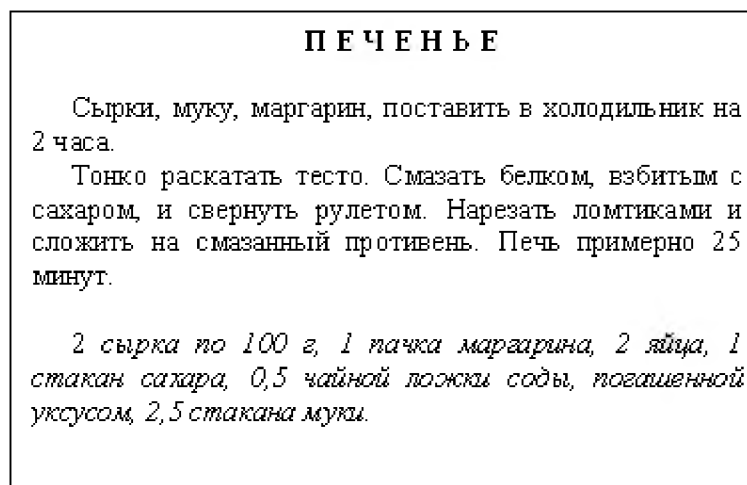 ПЕЧЕНЬЕ
Сырки, муку, маргарин, поставить в холодильник на
2 часа.
Тонко раскатать тесто. Смазать белком, взбитым с
сахаром, и свернуть рулетом. Нарезать ломтиками и
сложить на смазанный противень. Печь примерно 25
минут.
2 сырка по 100 г, 1 пачка маргарина, 2 яйца, 1
стакан сахара, 0,5 чайной ложки соды, погашенной
уксусом, 2,5 стакана муки.